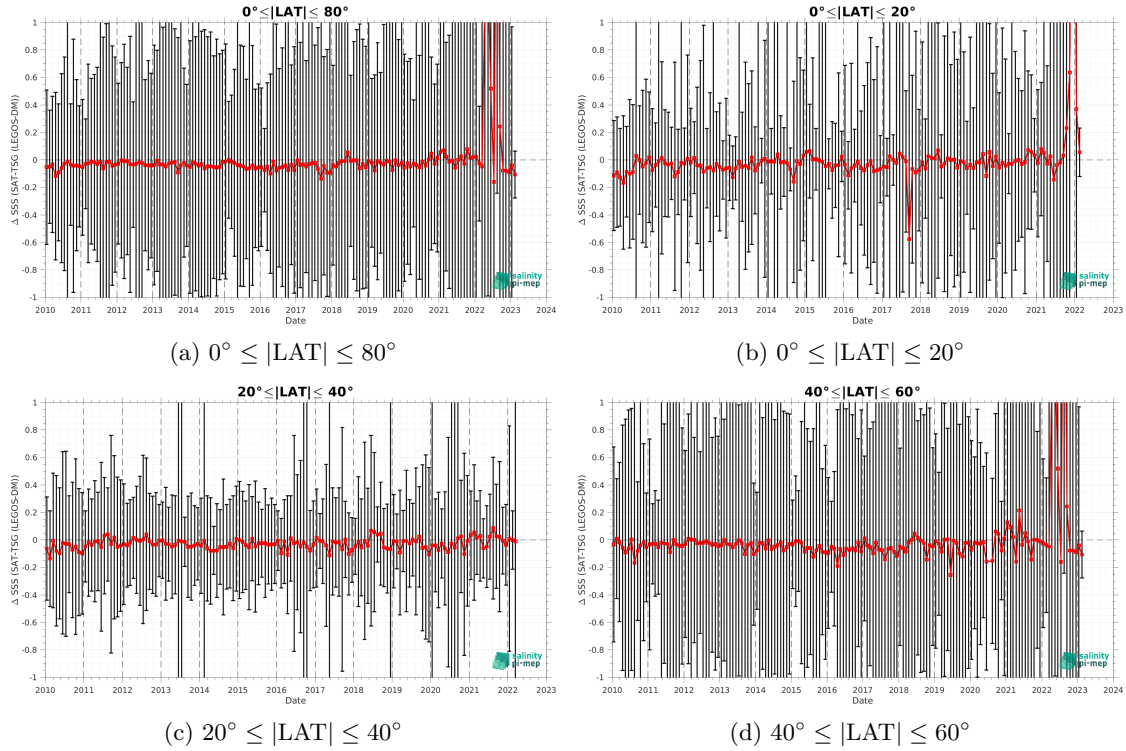 0°≤|LAT|≤ 80°
Δ SSS (SAT-TSG (LEGOS-DM))
1
0.8
0.6
0.4
0.2
0
-0.2
-0.4
-0.6
-0.8
-1
2010 2011 2012 2013 2014 2015 2016 2017 2018 2019 2020 2021 2022 2023 2024
Date
salinity
pi-mep
(a) 0° ≤ |LAT| ≤ 80°
0°≤|LAT|≤ 20°
Δ SSS (SAT-TSG (LEGOS-DM))
1
0.8
0.6
0.4
0.2
0
-0.2
-0.4
-0.6
-0.8
-1
2010 2011 2012 2013 2014 2015 2016 2017 2018 2019 2020 2021 2022 2023
Date
salinity
pi-mep
(b) 0° ≤ |LAT| ≤ 20°
20°≤|LAT|≤ 40°
Δ SSS (SAT-TSG (LEGOS-DM))
1
0.8
0.6
0.4
0.2
0
-0.2
-0.4
-0.6
-0.8
-1
2010 2011 2012 2013 2014 2015 2016 2017 2018 2019 2020 2021 2022 2023
Date
salinity
pi-mep
(c) 20° ≤ |LAT| ≤ 40°
40°≤|LAT|≤ 60°
Δ SSS (SAT-TSG (LEGOS-DM))
1
0.8
0.6
0.4
0.2
0
-0.2
-0.4
-0.6
-0.8
-1
2010 2011 2012 2013 2014 2015 2016 2017 2018 2019 2020 2021 2022 2023 2024
Date
salinity
pi-mep
(d) 40° ≤ |LAT| ≤ 60°